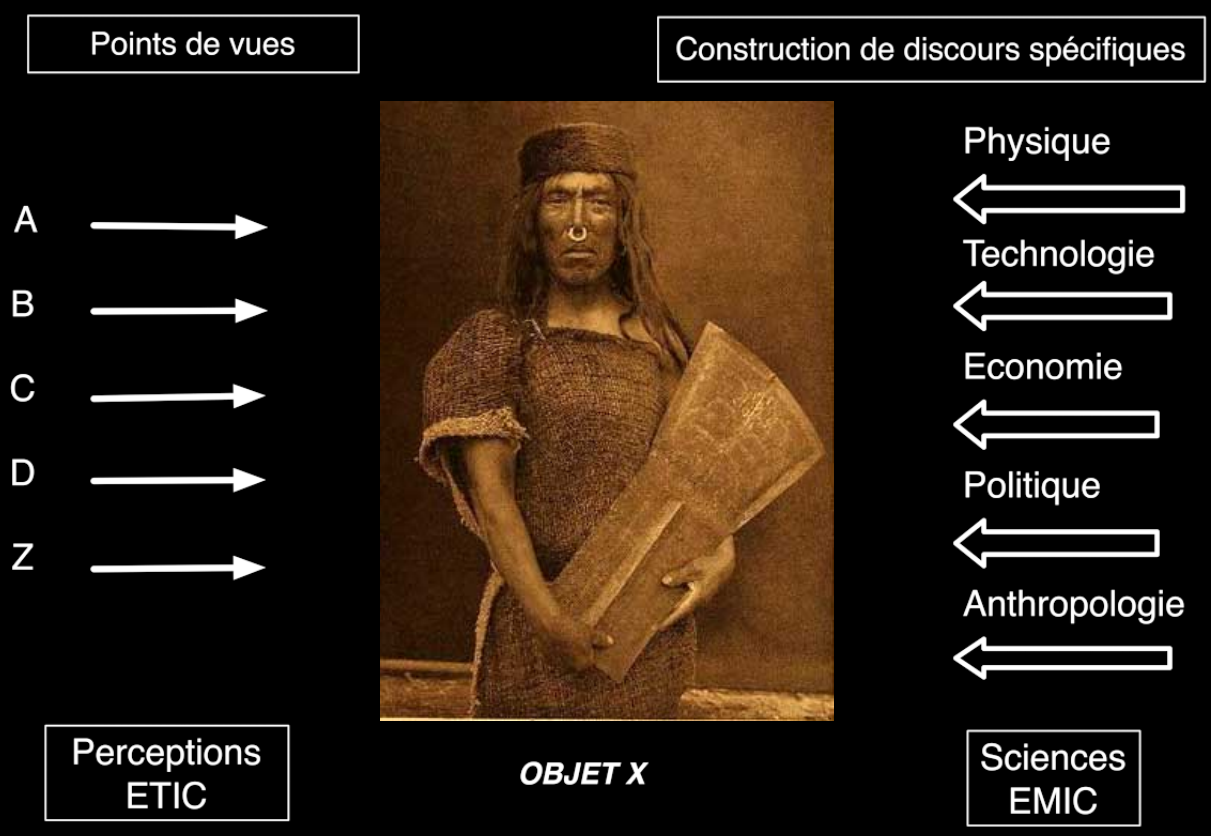 Points de vues
Construction de discours spécifiques
Physique
A
Technologie
B
Economie
C
D
Politique
Z
Anthropologie
Perceptions
ETIC
OBJET X
Sciences
EMIC